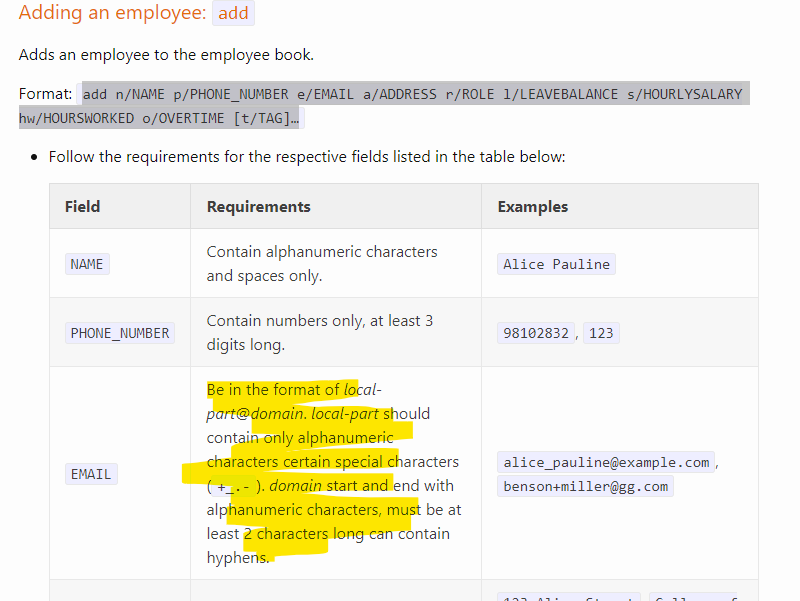 Adding an employee: add
Adds an employee to the employee book.
Format: add n/NAME p/PHONE_NUMBER e/EMAIL a/ADDRESS r/ROLE l/LEAVEBALANCE s/HOURLYSALARY
hw/HOURSWORKED o/OVERTIME [t/TAG]…
• Follow the requirements for the respective fields listed in the table below:
Field Requirements Examples
NAME
Contain alphanumeric characters
and spaces only.
Alice Pauline
PHONE_NUMBER
Contain numbers only, at least 3
digits long.
98102832, 123
EMAIL
Be in the format of local-
part@domain. local-part should
contain only alphanumeric
characters certain special characters
( +_.- ). domain start and end with
alphanumeric characters, must be at
least 2 characters long can contain
hyphens.
alice_pauline@example.com,
benson+miller@gg.com